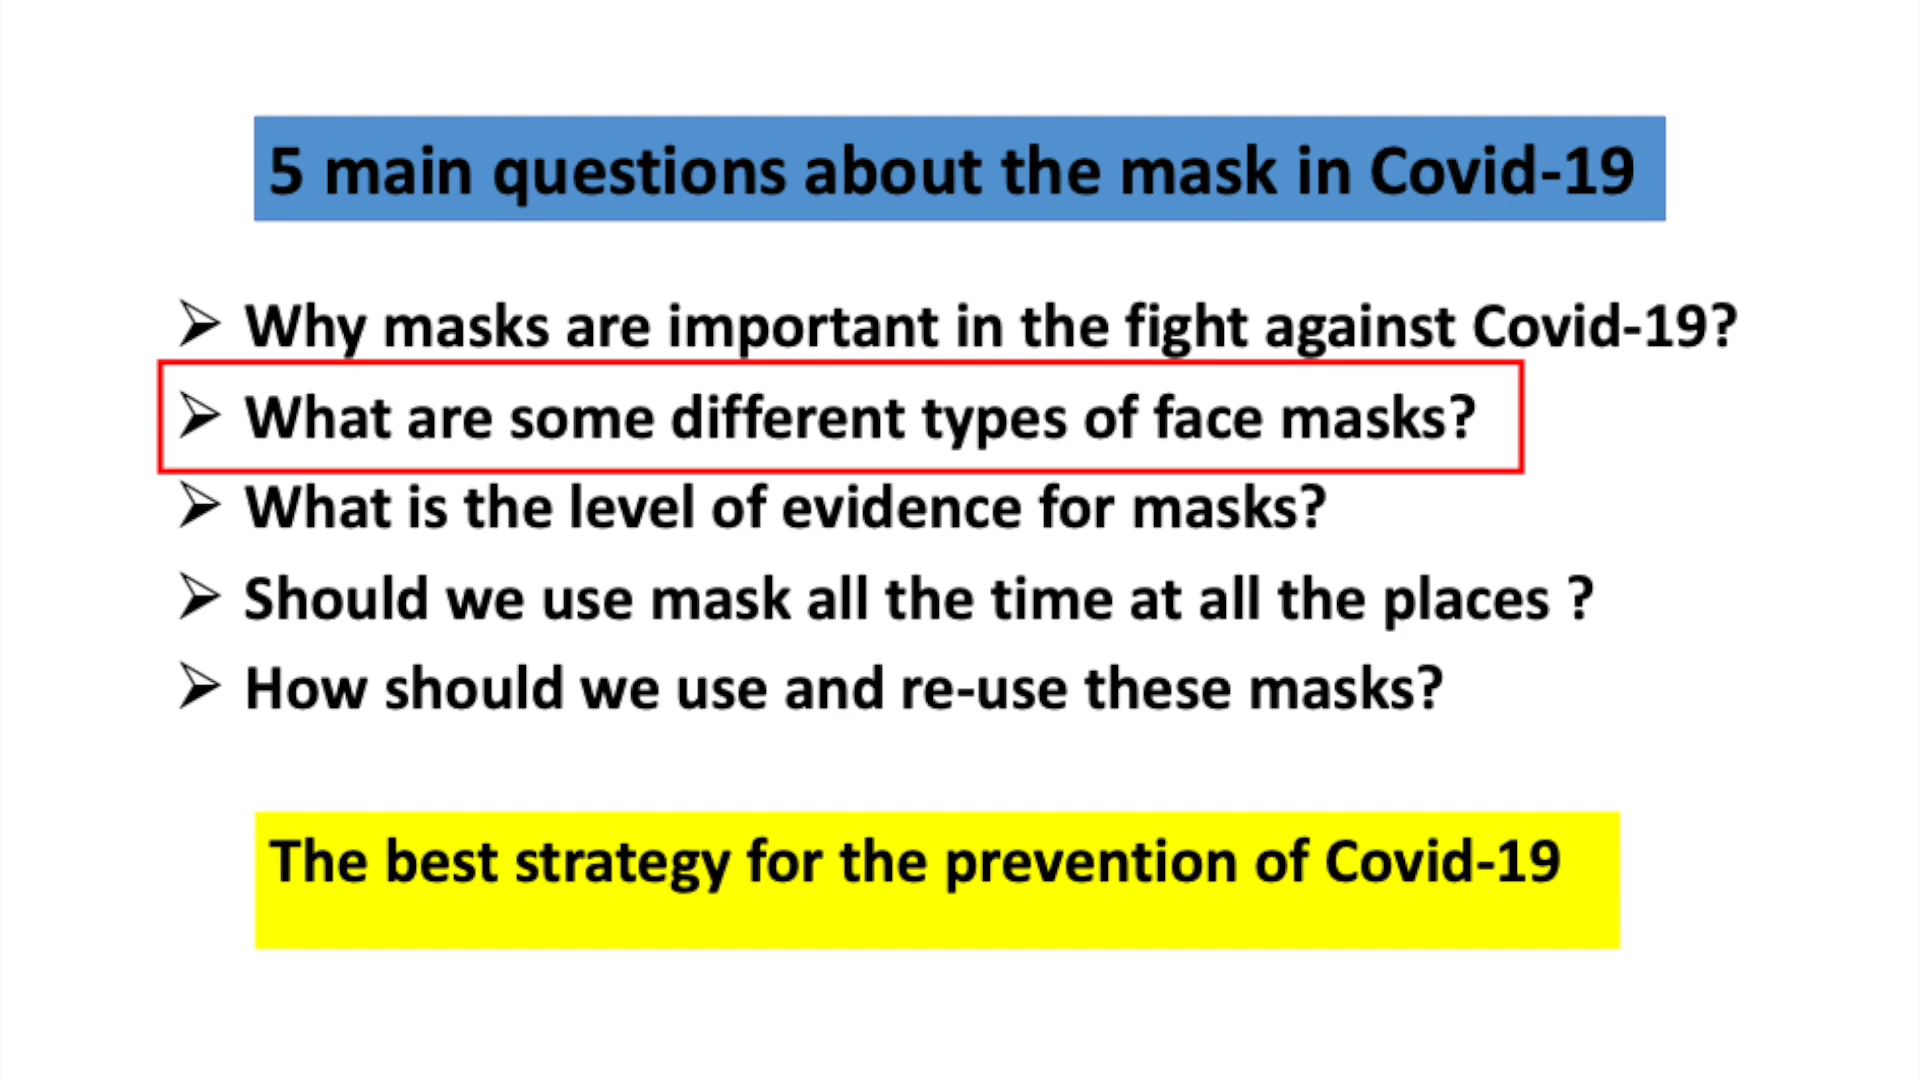 5 main questions about the mask in Covid-19
➢ Why masks are important in the fight against Covid-19?
➢ What are some different types of face masks?
➢ What is the level of evidence for masks?
➢ Should we use mask all the time at all the places ?
➢ How should we use and re-use these masks?
The best strategy for the prevention of Covid-19